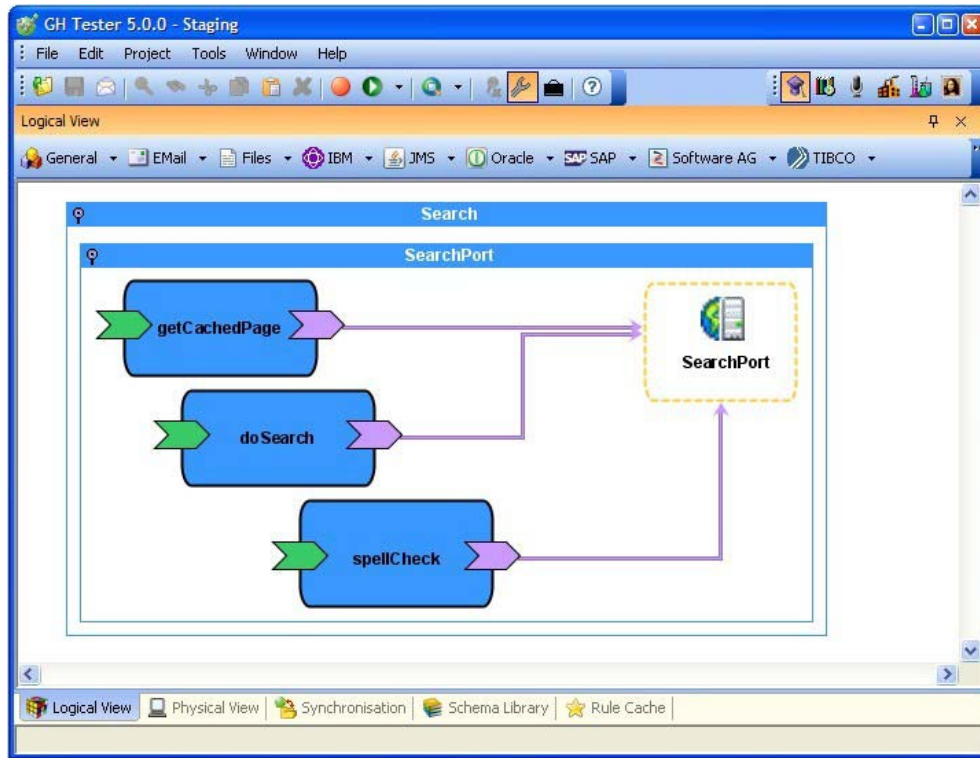 GH Tester 5.0.0 - Staging
File Edit Project Tools Window Help
Logical View
General EMail Files IBM JMS Oracle SAP SAP Software AG TIBCO
Search
SearchPort
getCachedPage
SearchPort
doSearch
spellCheck
Logical View Physical View Synchronisation Schema Library Rule Cache